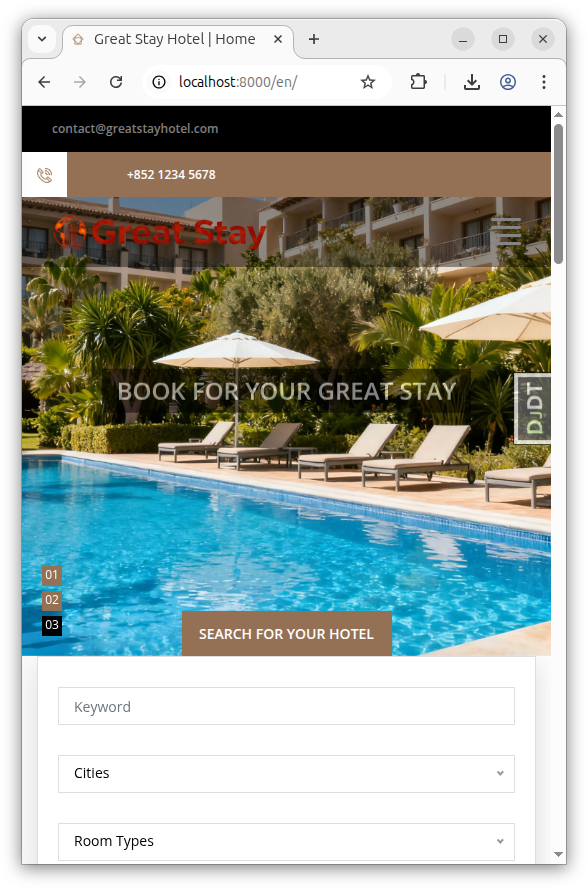 Great Stay Hotel | Home
localhost:8000/en/
contact@greatstayhotel.com
+852 1234 5678
Great Stay
BOOK FOR YOUR GREAT STAY
DJDT
01
02
03
SEARCH FOR YOUR HOTEL
Keyword
Cities
Room Types